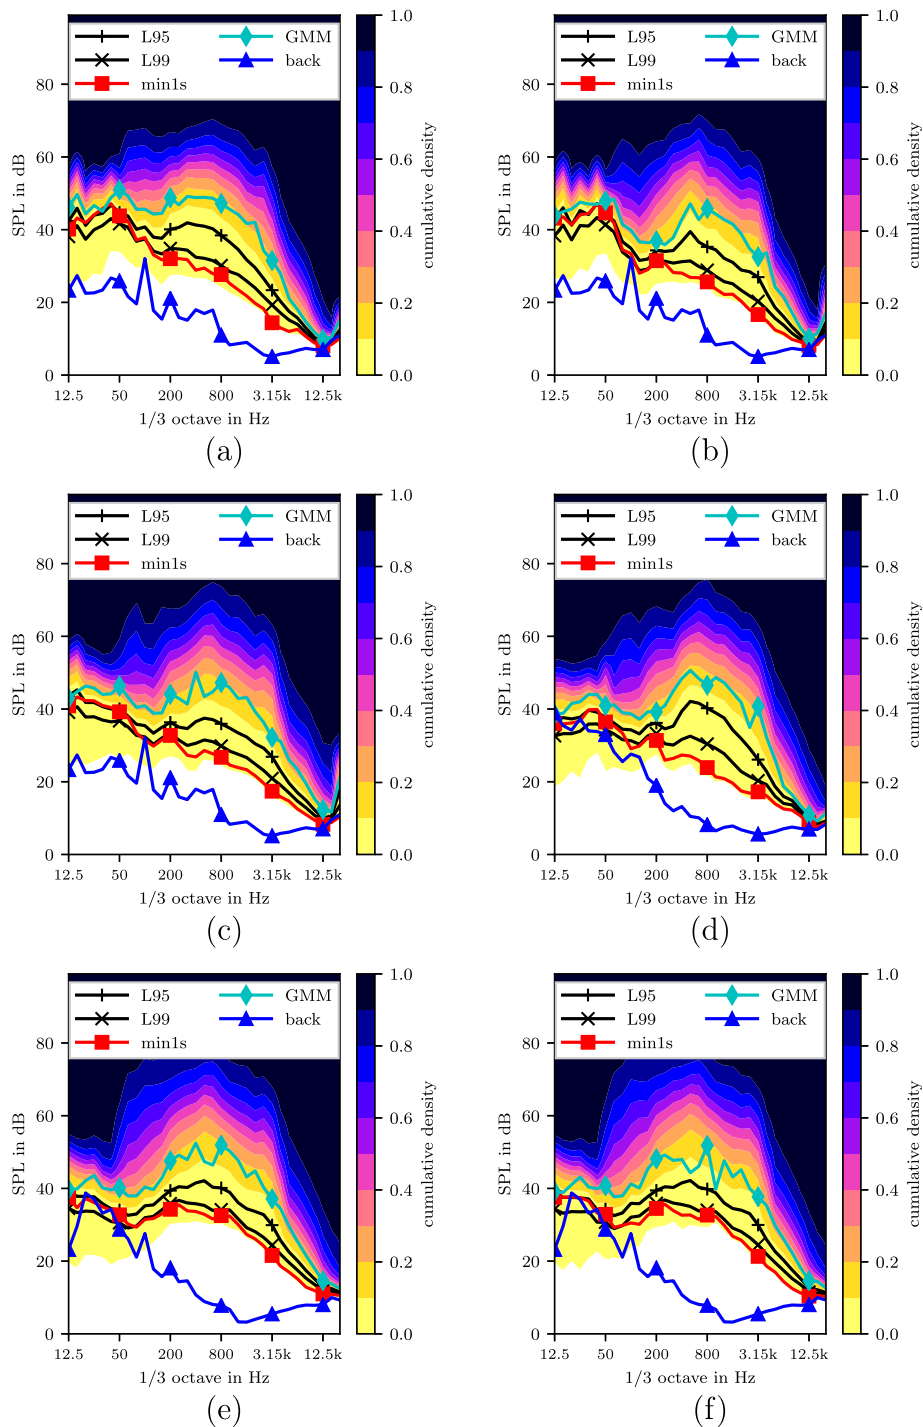 L95
L99
min1s
GMM
back
SPL in dB
80
60
40
20
0
12.5 50 200 800 3.15k 12.5k
1/3 octave in Hz
1.0
0.8
0.6
0.4
0.2
0.0
cumulative density
(a)
L95
L99
min1s
GMM
back
SPL in dB
80
60
40
20
0
12.5 50 200 800 3.15k 12.5k
1/3 octave in Hz
1.0
0.8
0.6
0.4
0.2
0.0
cumulative density
(b)
L95
L99
min1s
GMM
back
SPL in dB
80
60
40
20
0
12.5 50 200 800 3.15k 12.5k
1/3 octave in Hz
1.0
0.8
0.6
0.4
0.2
0.0
cumulative density
(c)
L95
L99
min1s
GMM
back
SPL in dB
80
60
40
20
0
12.5 50 200 800 3.15k 12.5k
1/3 octave in Hz
1.0
0.8
0.6
0.4
0.2
0.0
cumulative density
(d)
L95
L99
min1s
GMM
back
SPL in dB
80
60
40
20
0
12.5 50 200 800 3.15k 12.5k
1/3 octave in Hz
1.0
0.8
0.6
0.4
0.2
0.0
cumulative density
(e)
L95
L99
min1s
GMM
back
SPL in dB
80
60
40
20
0
12.5 50 200 800 3.15k 12.5k
1/3 octave in Hz
1.0
0.8
0.6
0.4
0.2
0.0
cumulative density
(f)